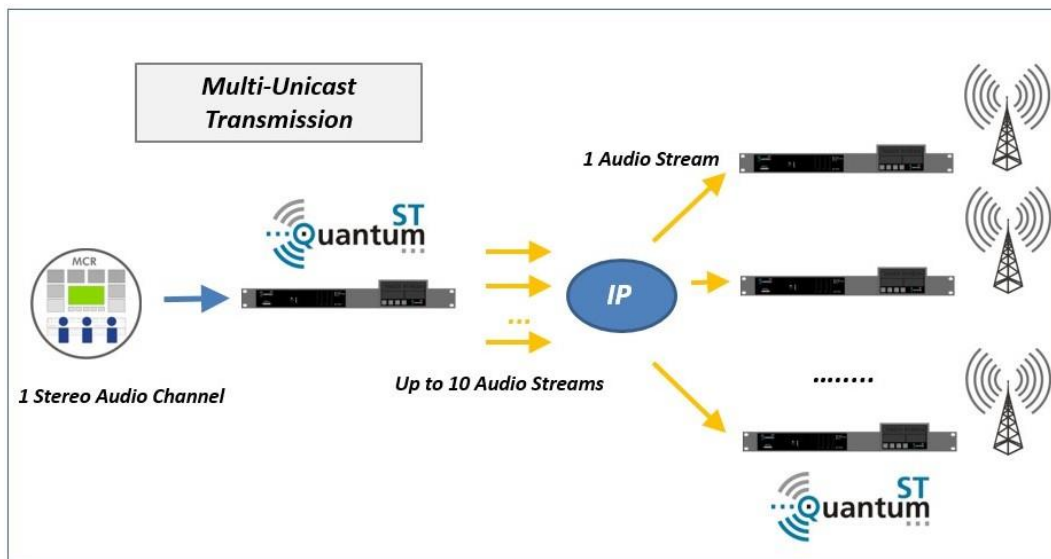 Multi-Unicast
Transmission
1 Audio Stream
ST
Quantum
MCR
IP
...
1 Stereo Audio Channel
Up to 10 Audio Streams
........
ST
Quantum